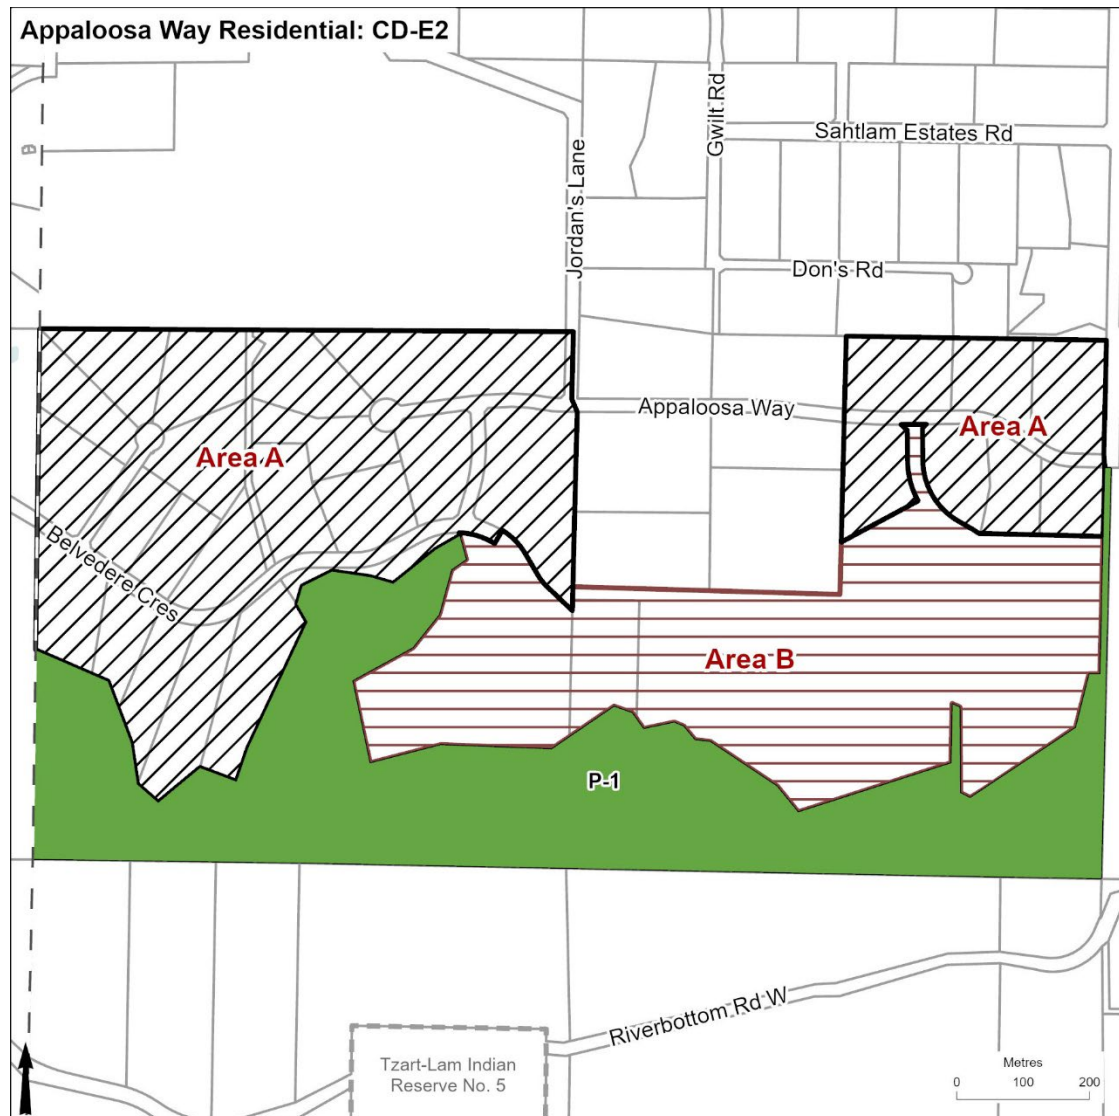 Appaloosa Way Residential: CD-E2
Gwilt Rd
Sahtlam Estates Rd
Jordan's Lane
Don's Rd
Appaloosa Way
Area A
Area A
Belvedere Cres
Area B
P-1
Riverbottom Rd W
Tzart-Lam Indian
Reserve No. 5
Metres
0 100 200